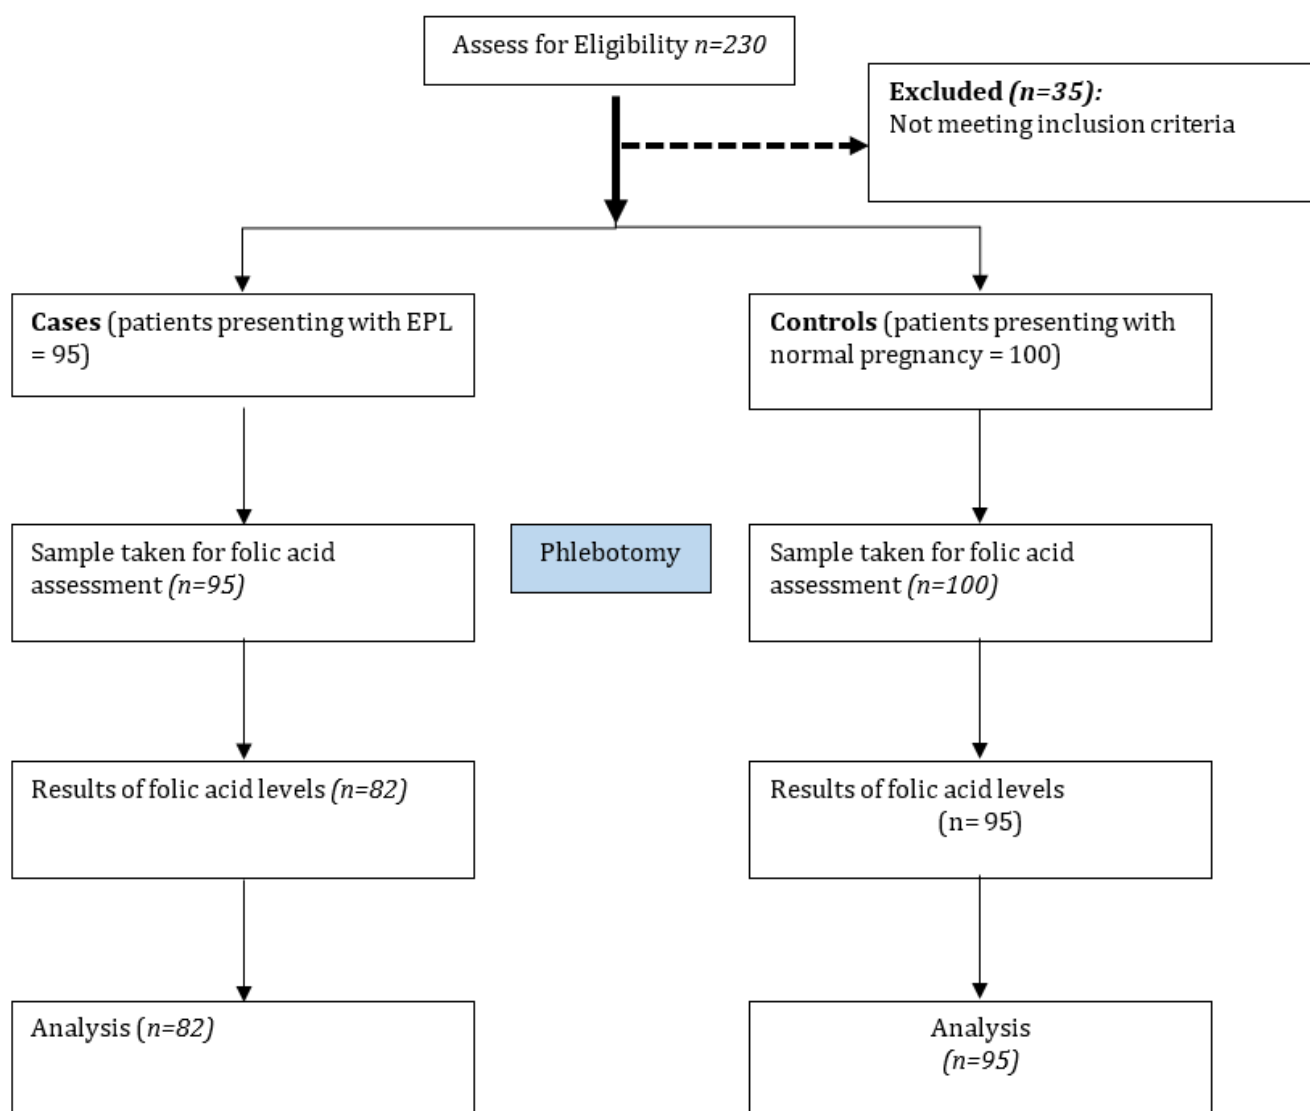 Assess for Eligibility n=230
Excluded (n=35):
Not meeting inclusion criteria
Cases (patients presenting with EPL
= 95)
Controls (patients presenting with
normal pregnancy = 100)
Sample taken for folic acid
assessment (n=95)
Phlebotomy
Sample taken for folic acid
assessment (n=100)
Results of folic acid levels (n=82)
Results of folic acid levels
(n= 95)
Analysis (n=82)
Analysis
(n=95)